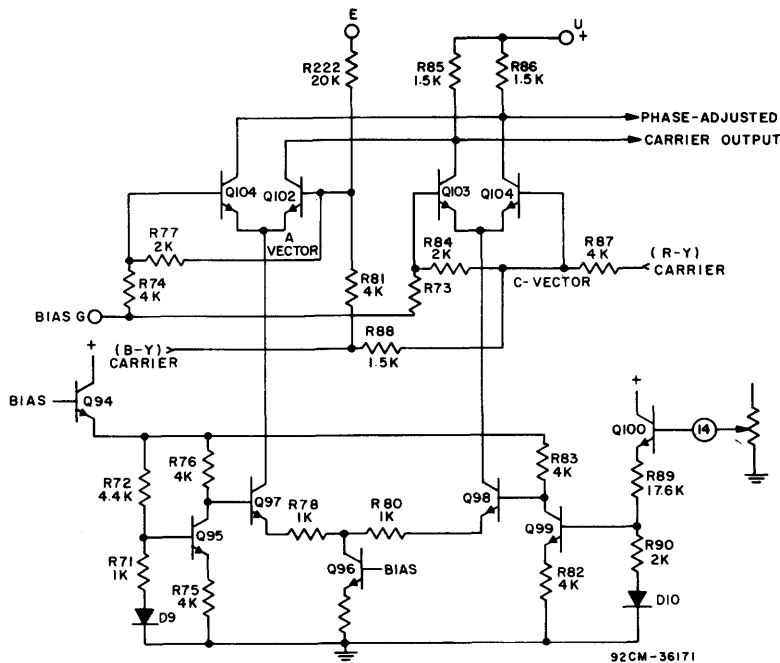 E
U
+
R222
20K
R85
1.5K
R86
1.5K
PHASE-ADJUSTED
CARRIER OUTPUT
Q104
Q102
Q103
Q104
A
VECTOR
R77
2K
R74
4K
R81
4K
R84
2K
R73
R87
4K
(R-Y)
CARRIER
C-VECTOR
BIAS G
R88
1.5K
(B-Y)
CARRIER
+
BIAS
Q94
+
Q100
14
R72
4.4K
R76
4K
R83
4K
R89
17.6K
Q97
R78
1K
R80
1K
Q98
Q99
Q95
R71
1K
R75
4K
Q96
BIAS
R82
4K
R90
2K
D9
D10
92CM-36171